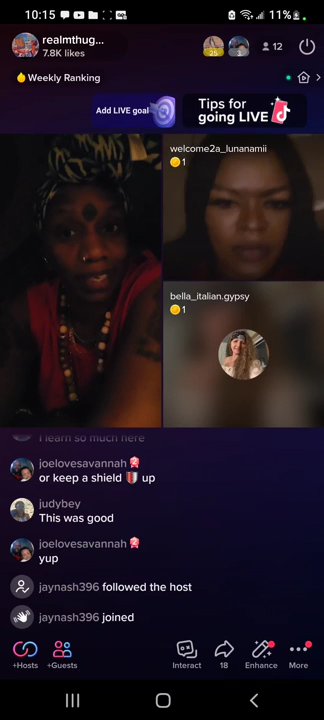 10:15
11%
realmthug...
7.8K likes
25
12
Weekly Ranking
Add LIVE goal
Tips for
going LIVE
welcome2a_lunanamii
1
bella_italian.gypsy
1
I learn so much here
joelovesavannah
or keep a shield up
judybey
This was good
joelovesavannah
yup
jaynash396 followed the host
jaynash396 joined
+Hosts
+Guests
Interact
18
Enhance
More